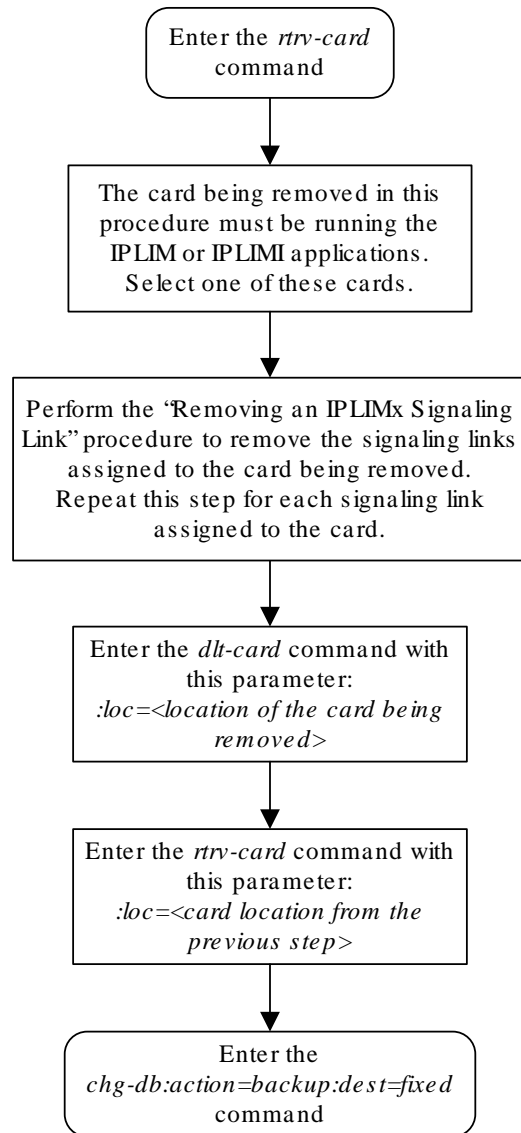 Enter the rtrv-card
command
The card being removed in this
procedure must be running the
IPLIM or IPLIMI applications.
Select one of these cards.
Perform the “Removing an IPLIMx Signaling
Link” procedure to remove the signaling links
assigned to the card being removed.
Repeat this step for each signaling link
assigned to the card.
Enter the dlt-card command with
this parameter:
:loc=<location of the card being
removed>
Enter the rtrv-card command with
this parameter:
:loc=<card location from the
previous step>
Enter the
chg-db:action=backup:dest=fixed
command